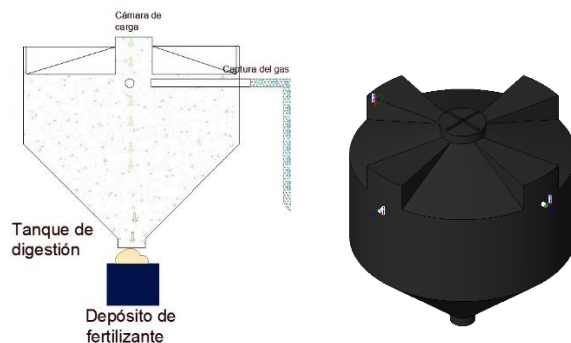 Cámara de
carga
Captura del gas
Tanque de
digestión
Depósito de
fertilizante